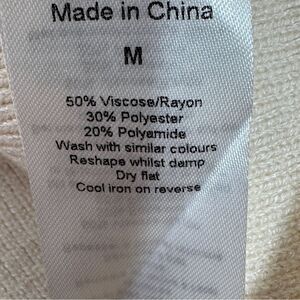 Made in China
M
50% Viscose/Rayon
30% Polyester
20% Polyamide
Wash with similar colours
Reshape whilst damp
Dry flat
Cool iron on reverse